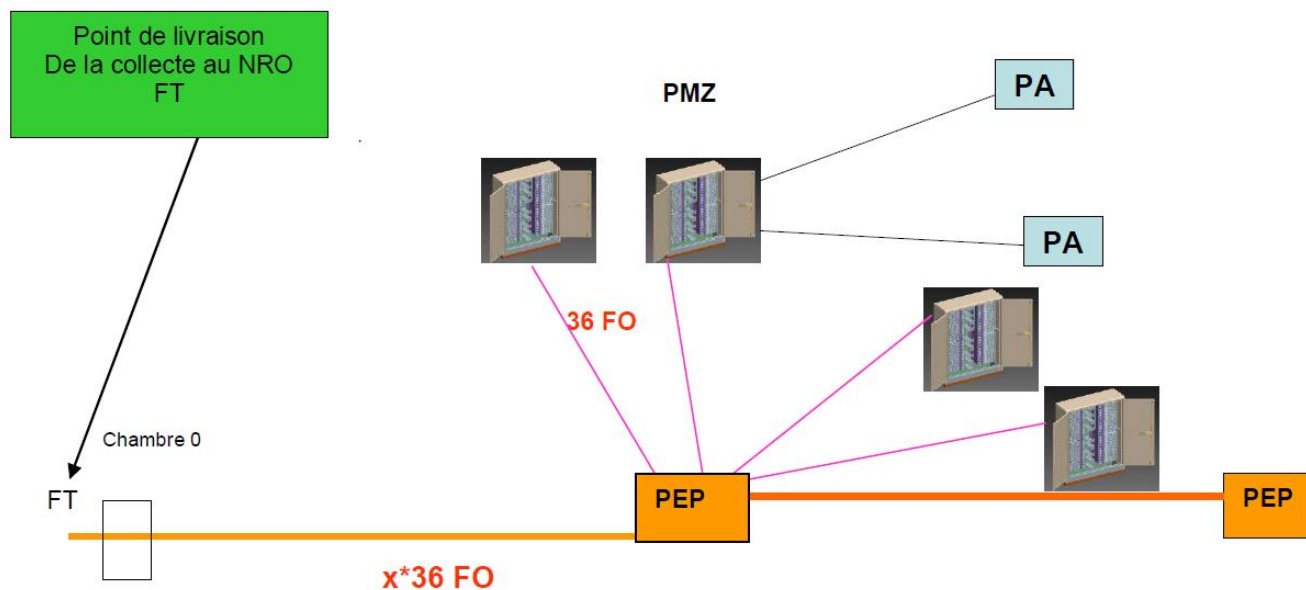 Point de livraison
De la collecte au NRO
FT
PMZ
PA
PA
36 FO
Chambre 0
FT
PEP
PEP
x*36 FO